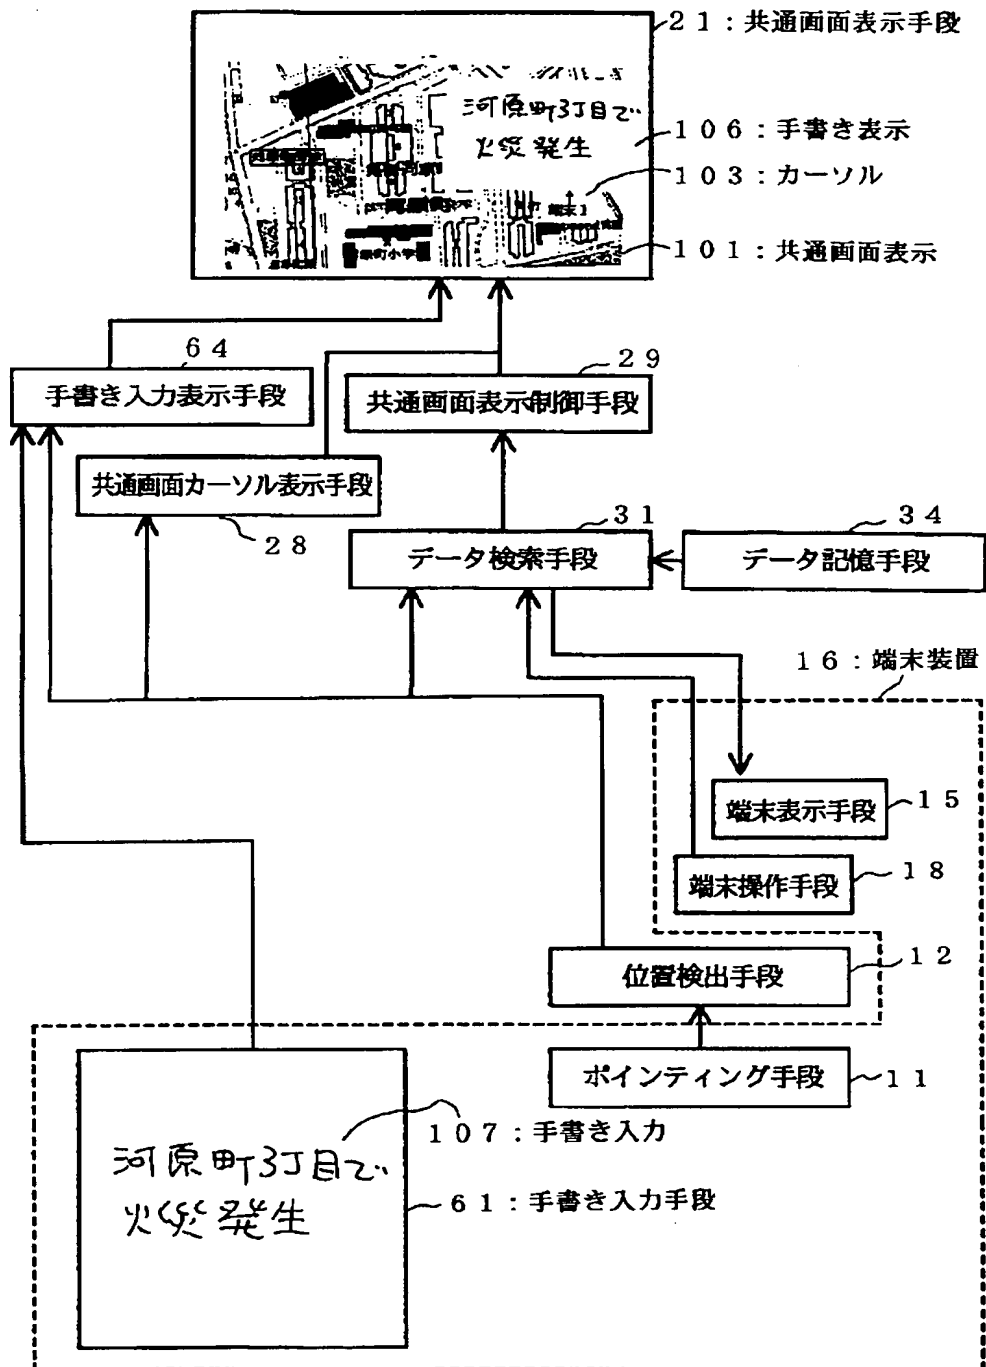 21:共通画面表示手段
河原町3丁目で
火災発生
106:手書き表示
103:カーソル
端末1
101:共通画面表示
64
手書き入力表示手段
29
共通画面表示制御手段
共通画面カーソル表示手段
28
31
データ検索手段
34
データ記憶手段
16:端末装置
端末表示手段
15
端末操作手段
18
位置検出手段
12
ポインティング手段
11
107:手書き入力
河原町3丁目で
火災発生
61:手書き入力手段